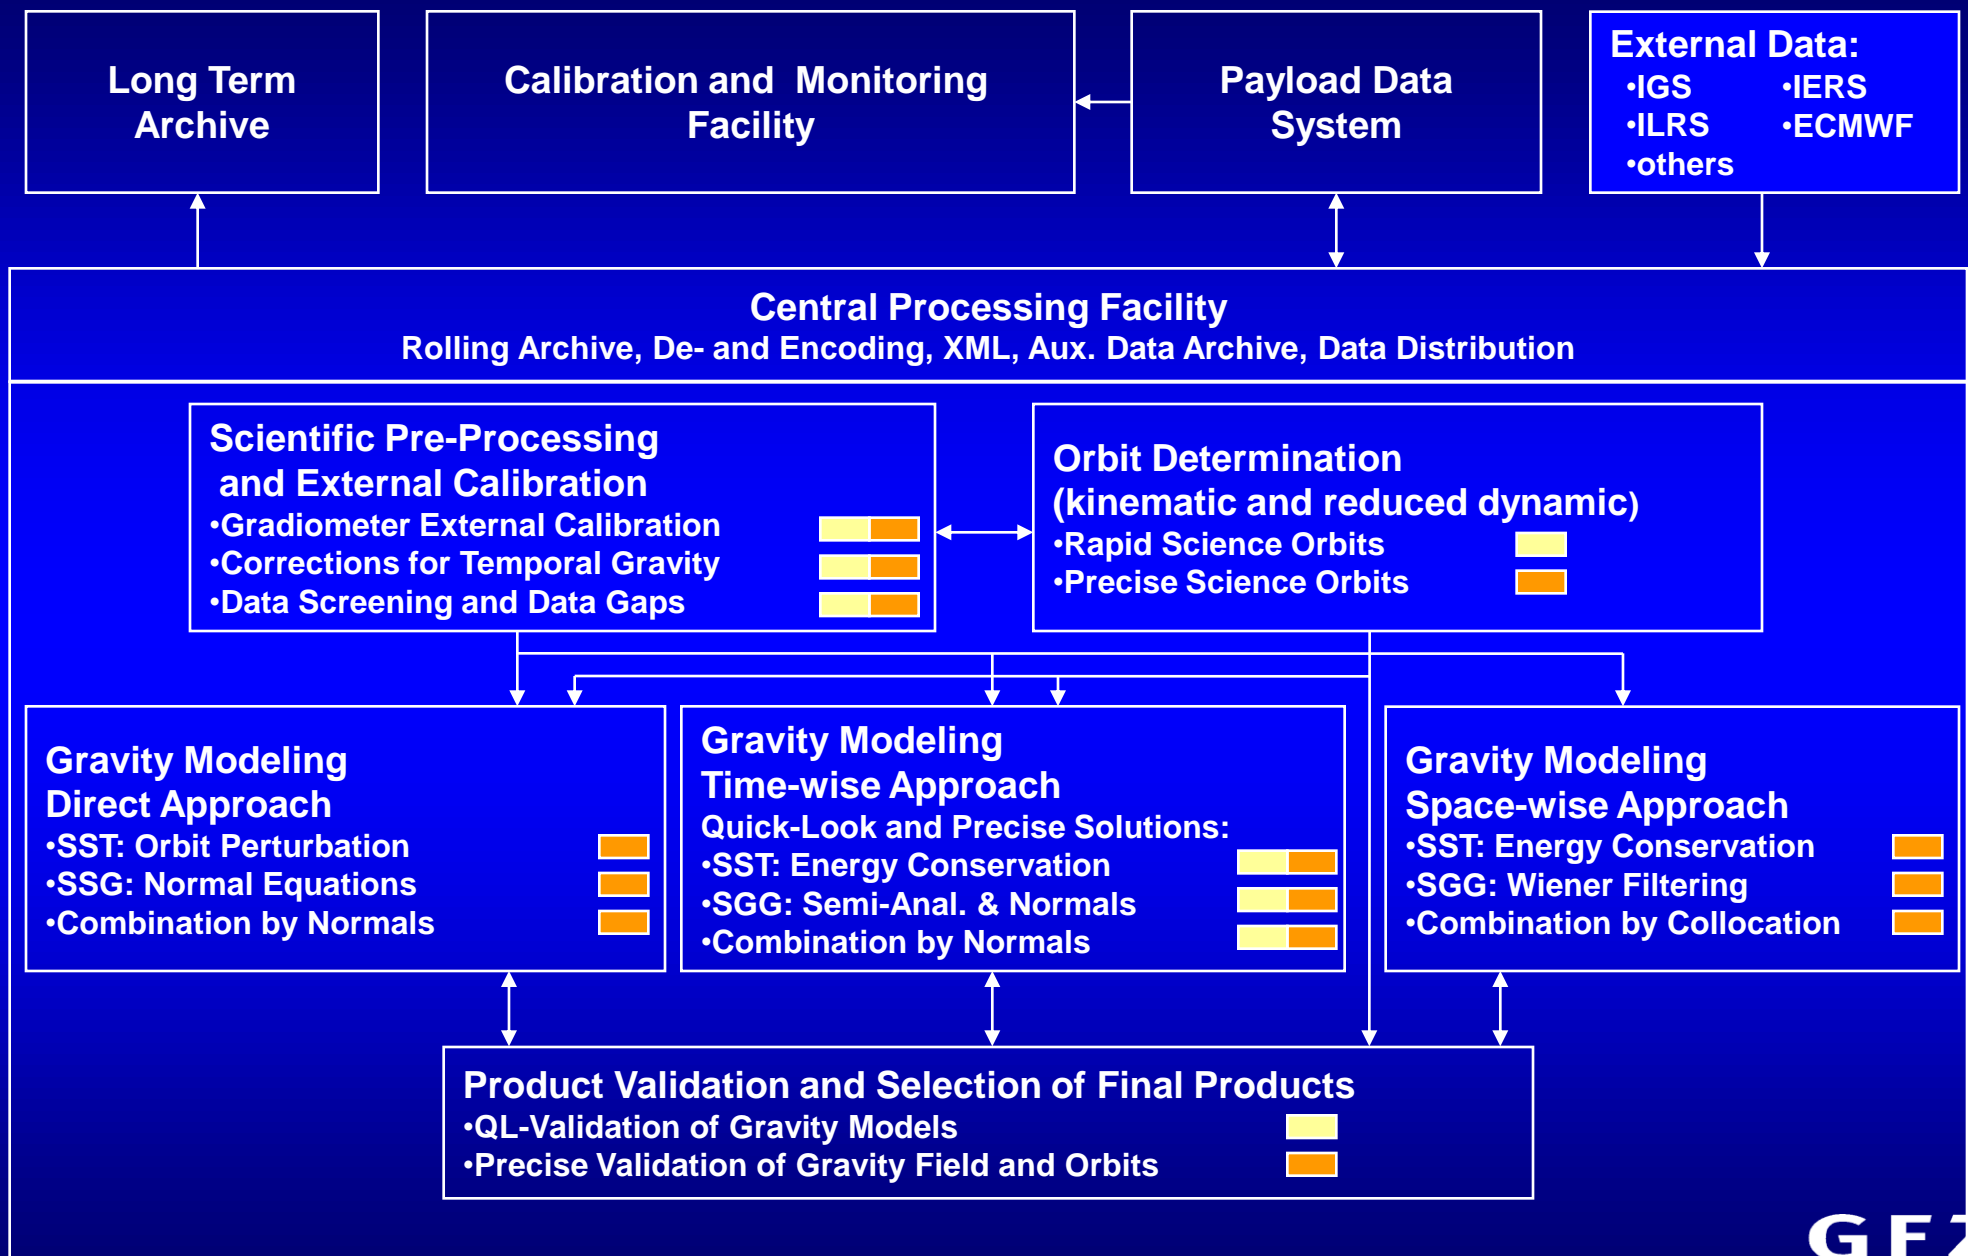 Long Term
Archive
Calibration and Monitoring
Facility
Payload Data
System
External Data:
•IGS •IERS
•ILRS •ECMWF
•others
Central Processing Facility
Rolling Archive, De- and Encoding, XML, Aux. Data Archive, Data Distribution
Scientific Pre-Processing
and External Calibration
•Gradiometer External Calibration
•Corrections for Temporal Gravity
•Data Screening and Data Gaps
Orbit Determination
(kinematic and reduced dynamic)
•Rapid Science Orbits
•Precise Science Orbits
Gravity Modeling
Direct Approach
•SST: Orbit Perturbation
•SSG: Normal Equations
•Combination by Normals
Gravity Modeling
Time-wise Approach
Quick-Look and Precise Solutions:
•SST: Energy Conservation
•SGG: Semi-Anal. & Normals
•Combination by Normals
Gravity Modeling
Space-wise Approach
•SST: Energy Conservation
•SGG: Wiener Filtering
•Combination by Collocation
Product Validation and Selection of Final Products
•QL-Validation of Gravity Models
•Precise Validation of Gravity Field and Orbits